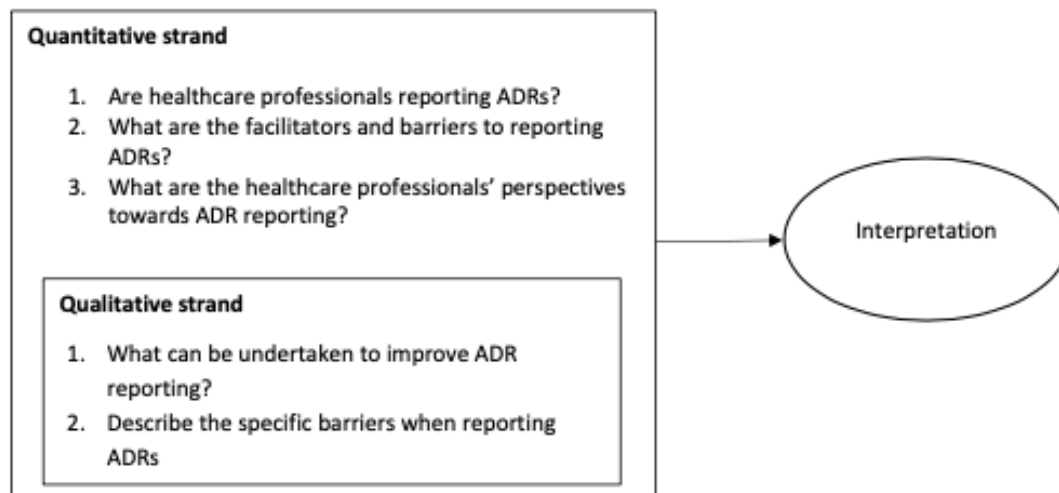 Quantitative strand
1. Are healthcare professionals reporting ADRs?
2. What are the facilitators and barriers to reporting
ADRs?
3. What are the healthcare professionals’ perspectives
towards ADR reporting?
Qualitative strand
1. What can be undertaken to improve ADR
reporting?
2. Describe the specific barriers when reporting
ADRs
Interpretation